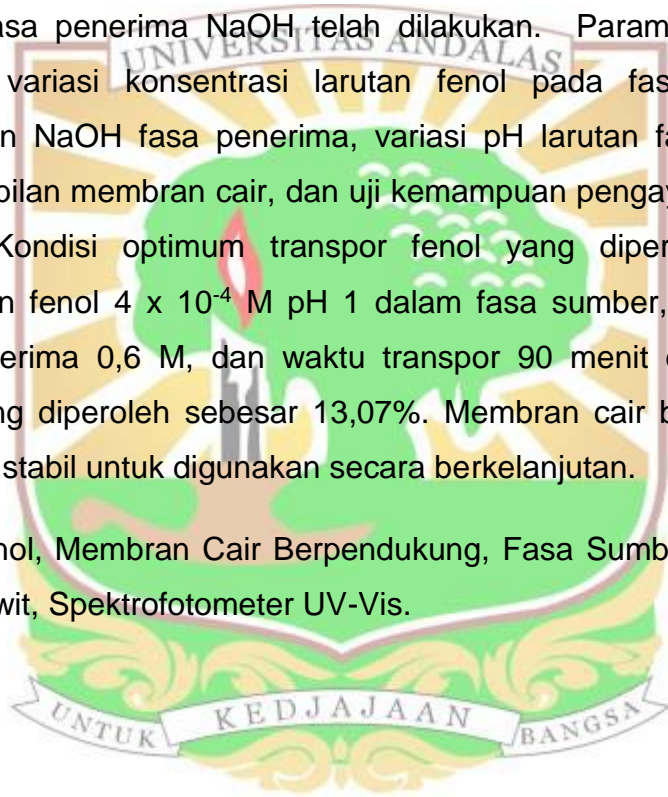 asa penerima NaOH telah dilakukan. Param
UNIVERSITAS ANDALAS
variasi konsentrasi larutan fenol pada fas
n NaOH fasa penerima, variasi pH larutan fa
bilan membran cair, dan uji kemampuan pengay
Kondisi optimum transpor fenol yang diper
n fenol 4 x 10⁻⁴ M pH 1 dalam fasa sumber,
erima 0,6 M, dan waktu transpor 90 menit
ng diperoleh sebesar 13,07%. Membran cair b
stabil untuk digunakan secara berkelanjutan.
nol, Membran Cair Berpendukung, Fasa Sumb
wit, Spektrofotometer UV-Vis.
UNTUK KEDJAJAAN BANGSA